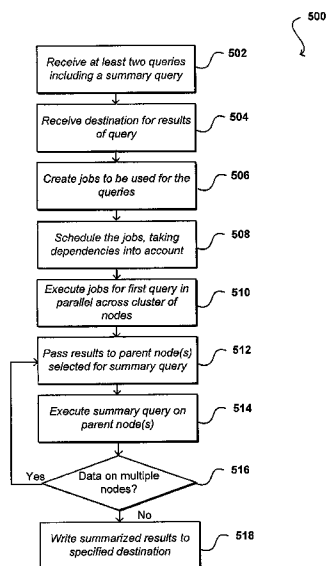 500
Receive at least two queries
including a summary query
502
Receive destination for results
of query
504
Create jobs to be used for the
queries
506
Schedule the jobs, taking
dependencies into account
508
Execute jobs for first query in
parallel across cluster of
nodes
510
Pass results to parent node(s)
selected for summary query
512
Execute summary query on
parent node(s)
514
Data on multiple
nodes?
516
Yes
No
Write summarized results to
specified destination
518